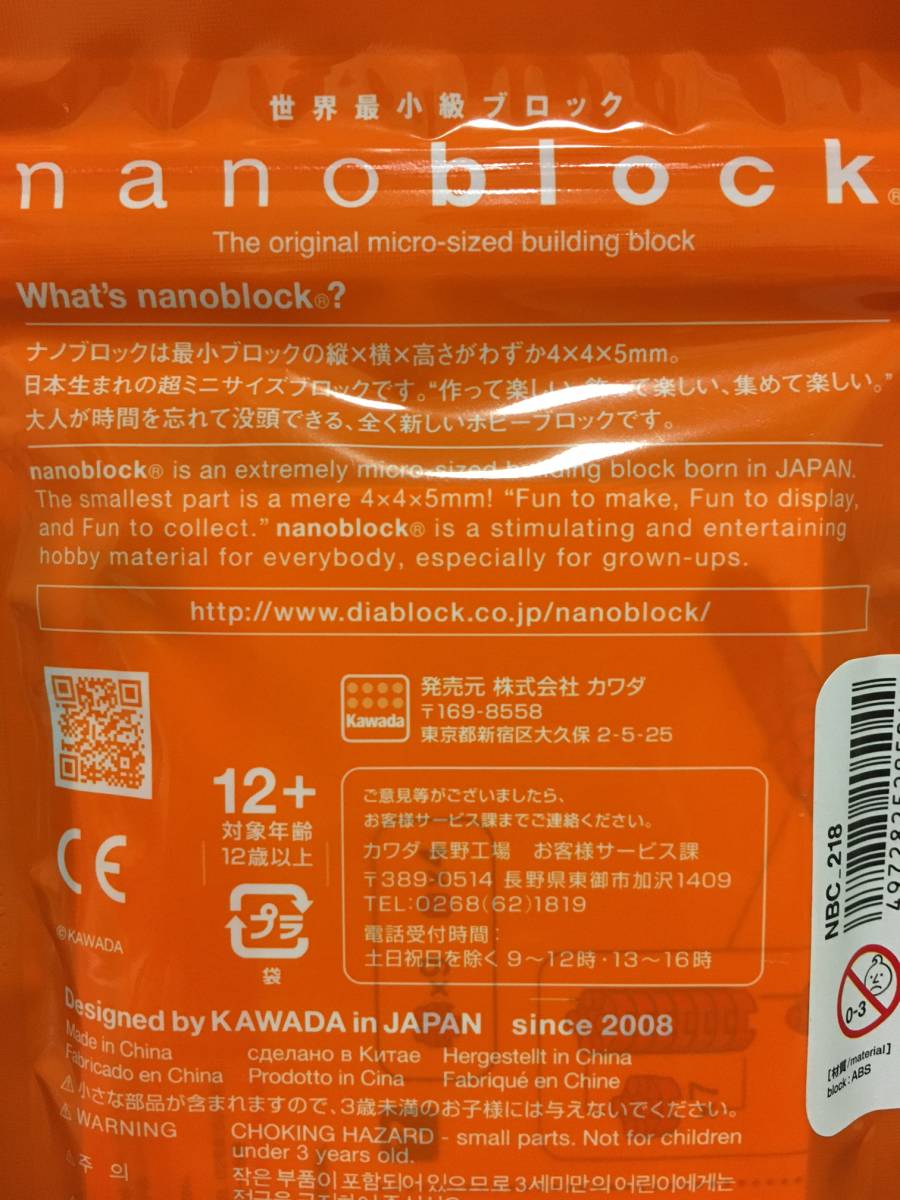 世界最小級ブロック
nanoblock®
The original micro-sized building block
What's nanoblock®?
ナノブロックは最小ブロックの縦×横×高さがわずか4×4×5mm。
日本生まれの超ミニサイズブロックです。“作って楽しい、飾って楽しい、集めて楽しい。”
大人が時間を忘れて没頭できる、全く新しいホビーブロックです。
nanoblock® is an extremely micro-sized building block born in JAPAN.
The smallest part is a mere 4×4×5mm! “Fun to make, Fun to display,
and Fun to collect.” nanoblock® is a stimulating and entertaining
hobby material for everybody, especially for grown-ups.
http://www.diablock.co.jp/nanoblock/
Kawada
発売元 株式会社 カワダ
〒169-8558
東京都新宿区大久保 2-5-25
12+
対象年齢
12歳以上
プラ
袋
CE
©KAWADA
ご意見等がございましたら、
お客様サービス課までご連絡ください。
カワダ 長野工場 お客様サービス課
〒389-0514 長野県東御市加沢1409
TEL:0268(62)1819
電話受付時間:
土日祝日を除く 9〜12時・13〜16時
NBC_218
0-3
[材質/material]
block:ABS
Designed by KAWADA in JAPAN since 2008
Made in China сделано в Китае Hergestellt in China
Fabricado en China Prodotto in Cina Fabriqué en Chine
⚠小さな部品が含まれますので、3歳未満のお子様には与えないでください。
⚠WARNING CHOKING HAZARD - small parts. Not for children
under 3 years old.
⚠주 의 작은 부품이 포함되어 있으므로 3세미만의 어린이에게는